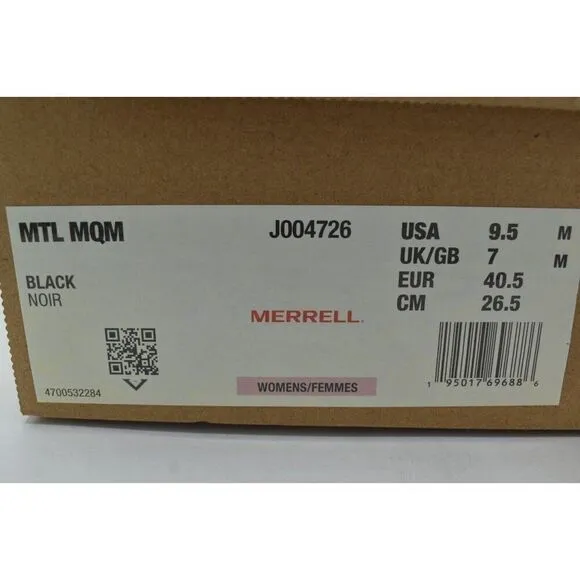 MTL MQM
J004726
BLACK
NOIR
4700532284
MERRELL
WOMENS/FEMMES
USA 9.5 M
UK/GB 7 M
EUR 40.5
CM 26.5
1 95017 69688 6